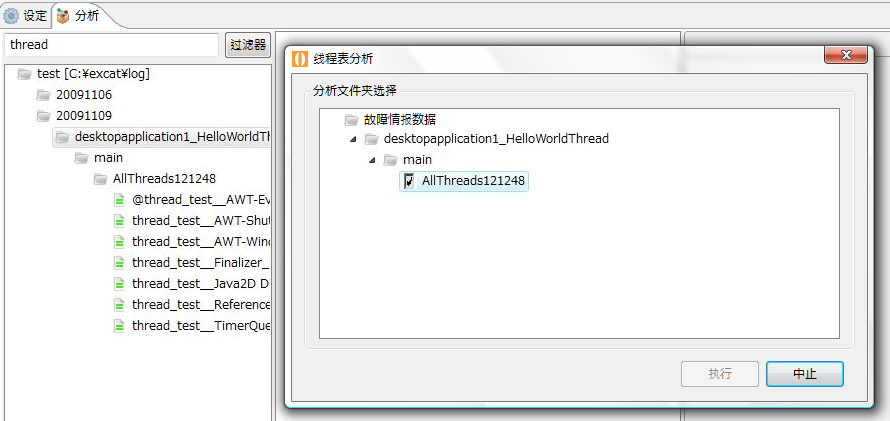 设定
分析
thread
过滤器
test [C:¥excat¥log]
20091106
20091109
desktopapplication1_HelloWorldTh
main
AllThreads121248
@thread_test__AWT-Ev
thread_test__AWT-Shut
thread_test__AWT-Wind
thread_test__Finalizer_
thread_test__Java2D D
thread_test__Reference
thread_test__TimerQue
线程表分析
分析文件夹选择
故障情报数据
desktopapplication1_HelloWorldThread
main
AllThreads121248
执行
中止